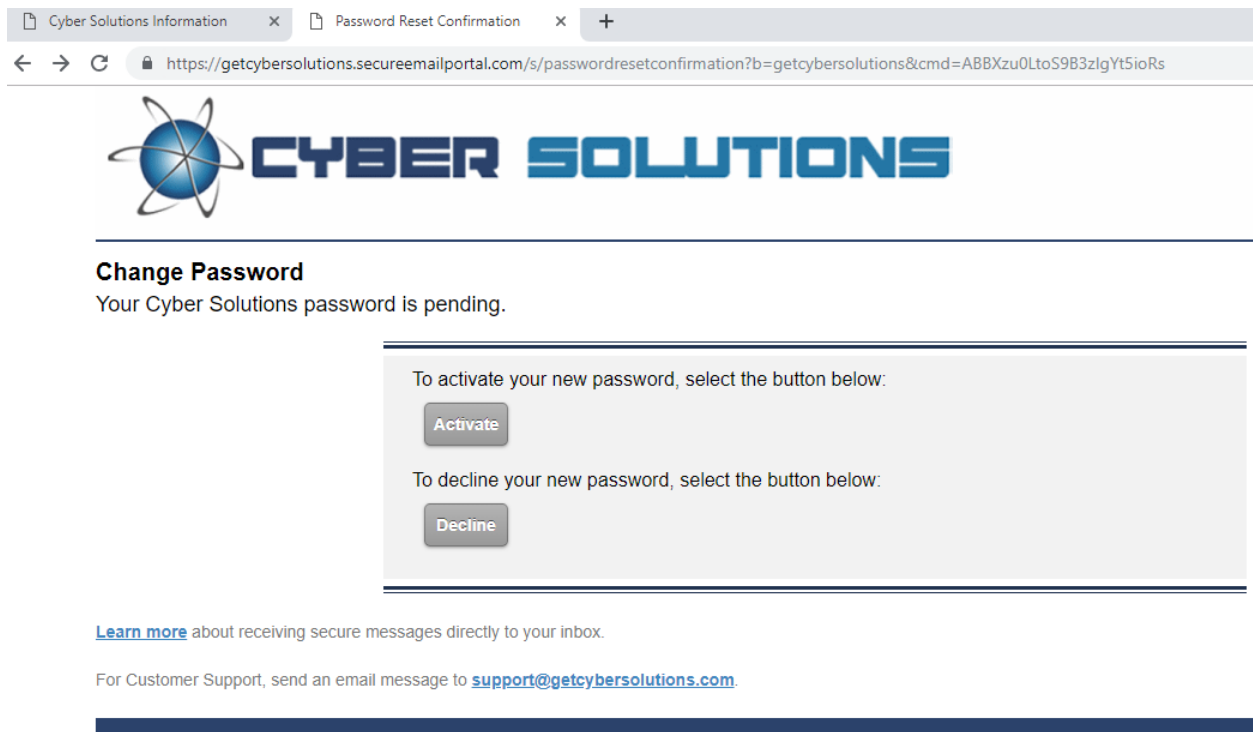 Cyber Solutions Information
Password Reset Confirmation
https://getcybersolutions.secureemailportal.com/s/passwordresetconfirmation?b=getcybersolutions&cmd=ABBXzu0LtoS9B3zIgYt5ioRs
CYBER SOLUTIONS
Change Password
Your Cyber Solutions password is pending.
To activate your new password, select the button below:
Activate
To decline your new password, select the button below:
Decline
Learn more about receiving secure messages directly to your inbox.
For Customer Support, send an email message to support@getcybersolutions.com.